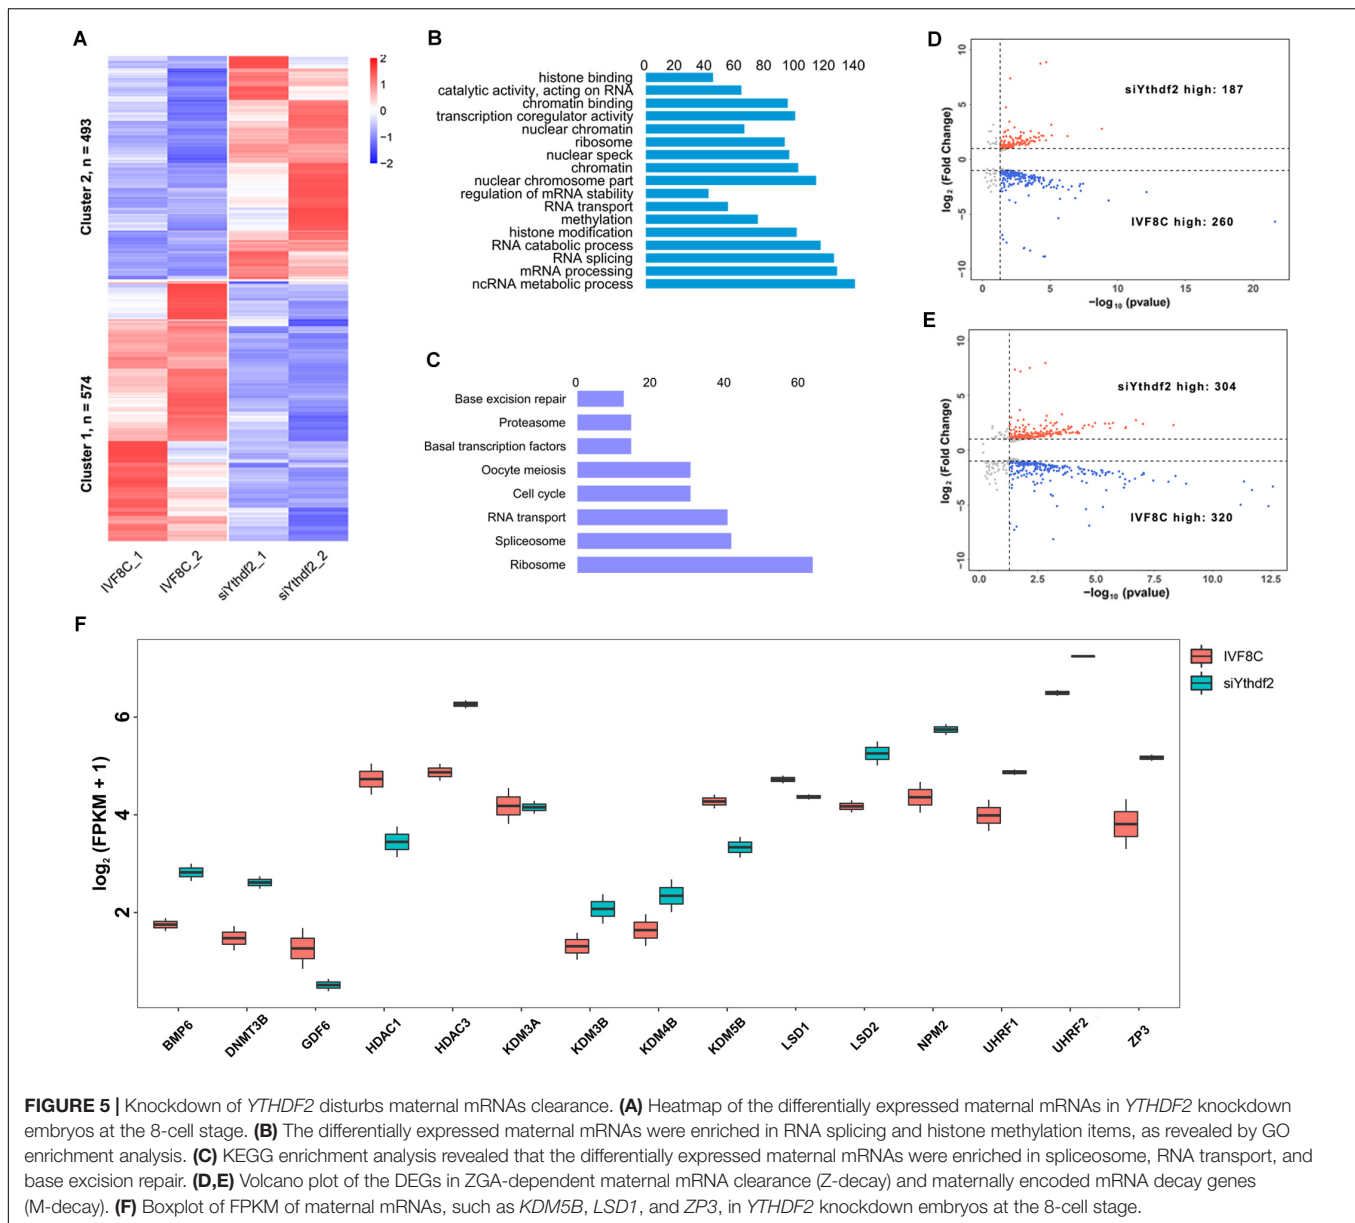 A
Cluster 2, n = 493
Cluster 1, n = 574
2
1
0
−1
−2
IVF8C_1
IVF8C_2
siYthdf2_1
siYthdf2_2
B
0 20 40 60 80 100 120 140
histone binding
catalytic activity, acting on RNA
chromatin binding
transcription coregulator activity
nuclear chromatin
ribosome
nuclear speck
chromatin
nuclear chromosome part
regulation of mRNA stability
RNA transport
methylation
histone modification
RNA catabolic process
RNA splicing
mRNA processing
ncRNA metabolic process
C
0 20 40 60
Base excision repair
Proteasome
Basal transcription factors
Oocyte meiosis
Cell cycle
RNA transport
Spliceosome
Ribosome
D
log₂ (Fold Change)
10
5
0
−5
−10
siYthdf2 high: 187
IVF8C high: 260
0 5 10 15 20
−log₁₀ (pvalue)
E
log₂ (Fold Change)
10
5
0
−5
−10
siYthdf2 high: 304
IVF8C high: 320
0.0 2.5 5.0 7.5 10.0 12.5
−log₁₀ (pvalue)
F
log₂ (FPKM + 1)
6
4
2
IVF8C
siYthdf2
BMP6
DNMT3B
GDF6
HDAC1
HDAC3
KDM3A
KDM3B
KDM4B
KDM5B
LSD1
LSD2
NPM2
UHRF1
UHRF2
ZP3
FIGURE 5 | Knockdown of YTHDF2 disturbs maternal mRNAs clearance. (A) Heatmap of the differentially expressed maternal mRNAs in YTHDF2 knockdown
embryos at the 8-cell stage. (B) The differentially expressed maternal mRNAs were enriched in RNA splicing and histone methylation items, as revealed by GO
enrichment analysis. (C) KEGG enrichment analysis revealed that the differentially expressed maternal mRNAs were enriched in spliceosome, RNA transport, and
base excision repair. (D,E) Volcano plot of the DEGs in ZGA-dependent maternal mRNA clearance (Z-decay) and maternally encoded mRNA decay genes
(M-decay). (F) Boxplot of FPKM of maternal mRNAs, such as KDM5B, LSD1, and ZP3, in YTHDF2 knockdown embryos at the 8-cell stage.